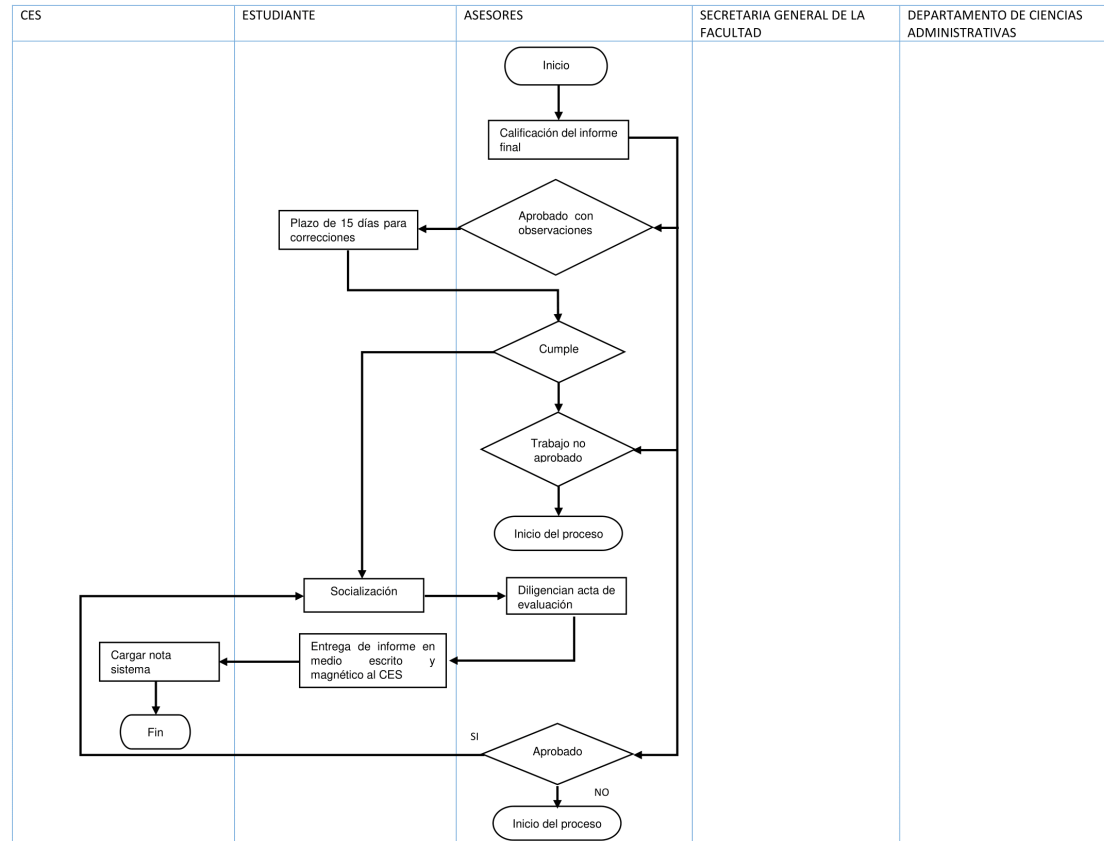 CES
ESTUDIANTE
ASESORES
SECRETARIA GENERAL DE LA
FACULTAD
DEPARTAMENTO DE CIENCIAS
ADMINISTRATIVAS
Inicio
Calificación del informe
final
Aprobado con
observaciones
Plazo de 15 días para
correcciones
Cumple
Trabajo no
aprobado
Inicio del proceso
Socialización
Diligencian acta de
evaluación
Entrega de informe en
medio escrito y
magnético al CES
Cargar nota
sistema
Fin
SI
Aprobado
NO
Inicio del proceso